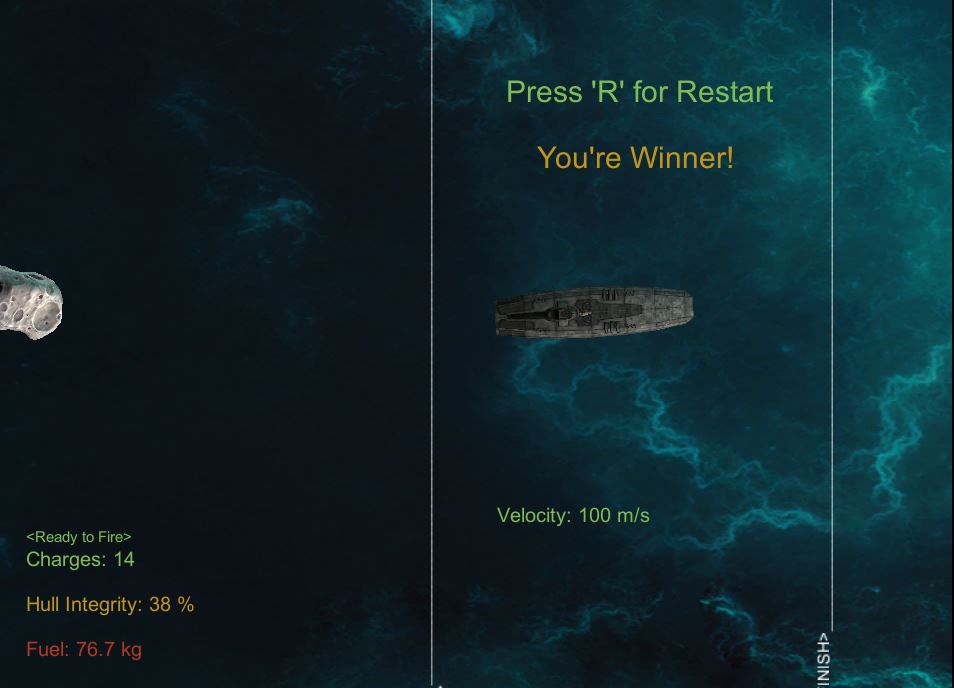 Press 'R' for Restart
You're Winner!
Velocity: 100 m/s
<Ready to Fire>
Charges: 14
Hull Integrity: 38 %
Fuel: 76.7 kg
INISH>